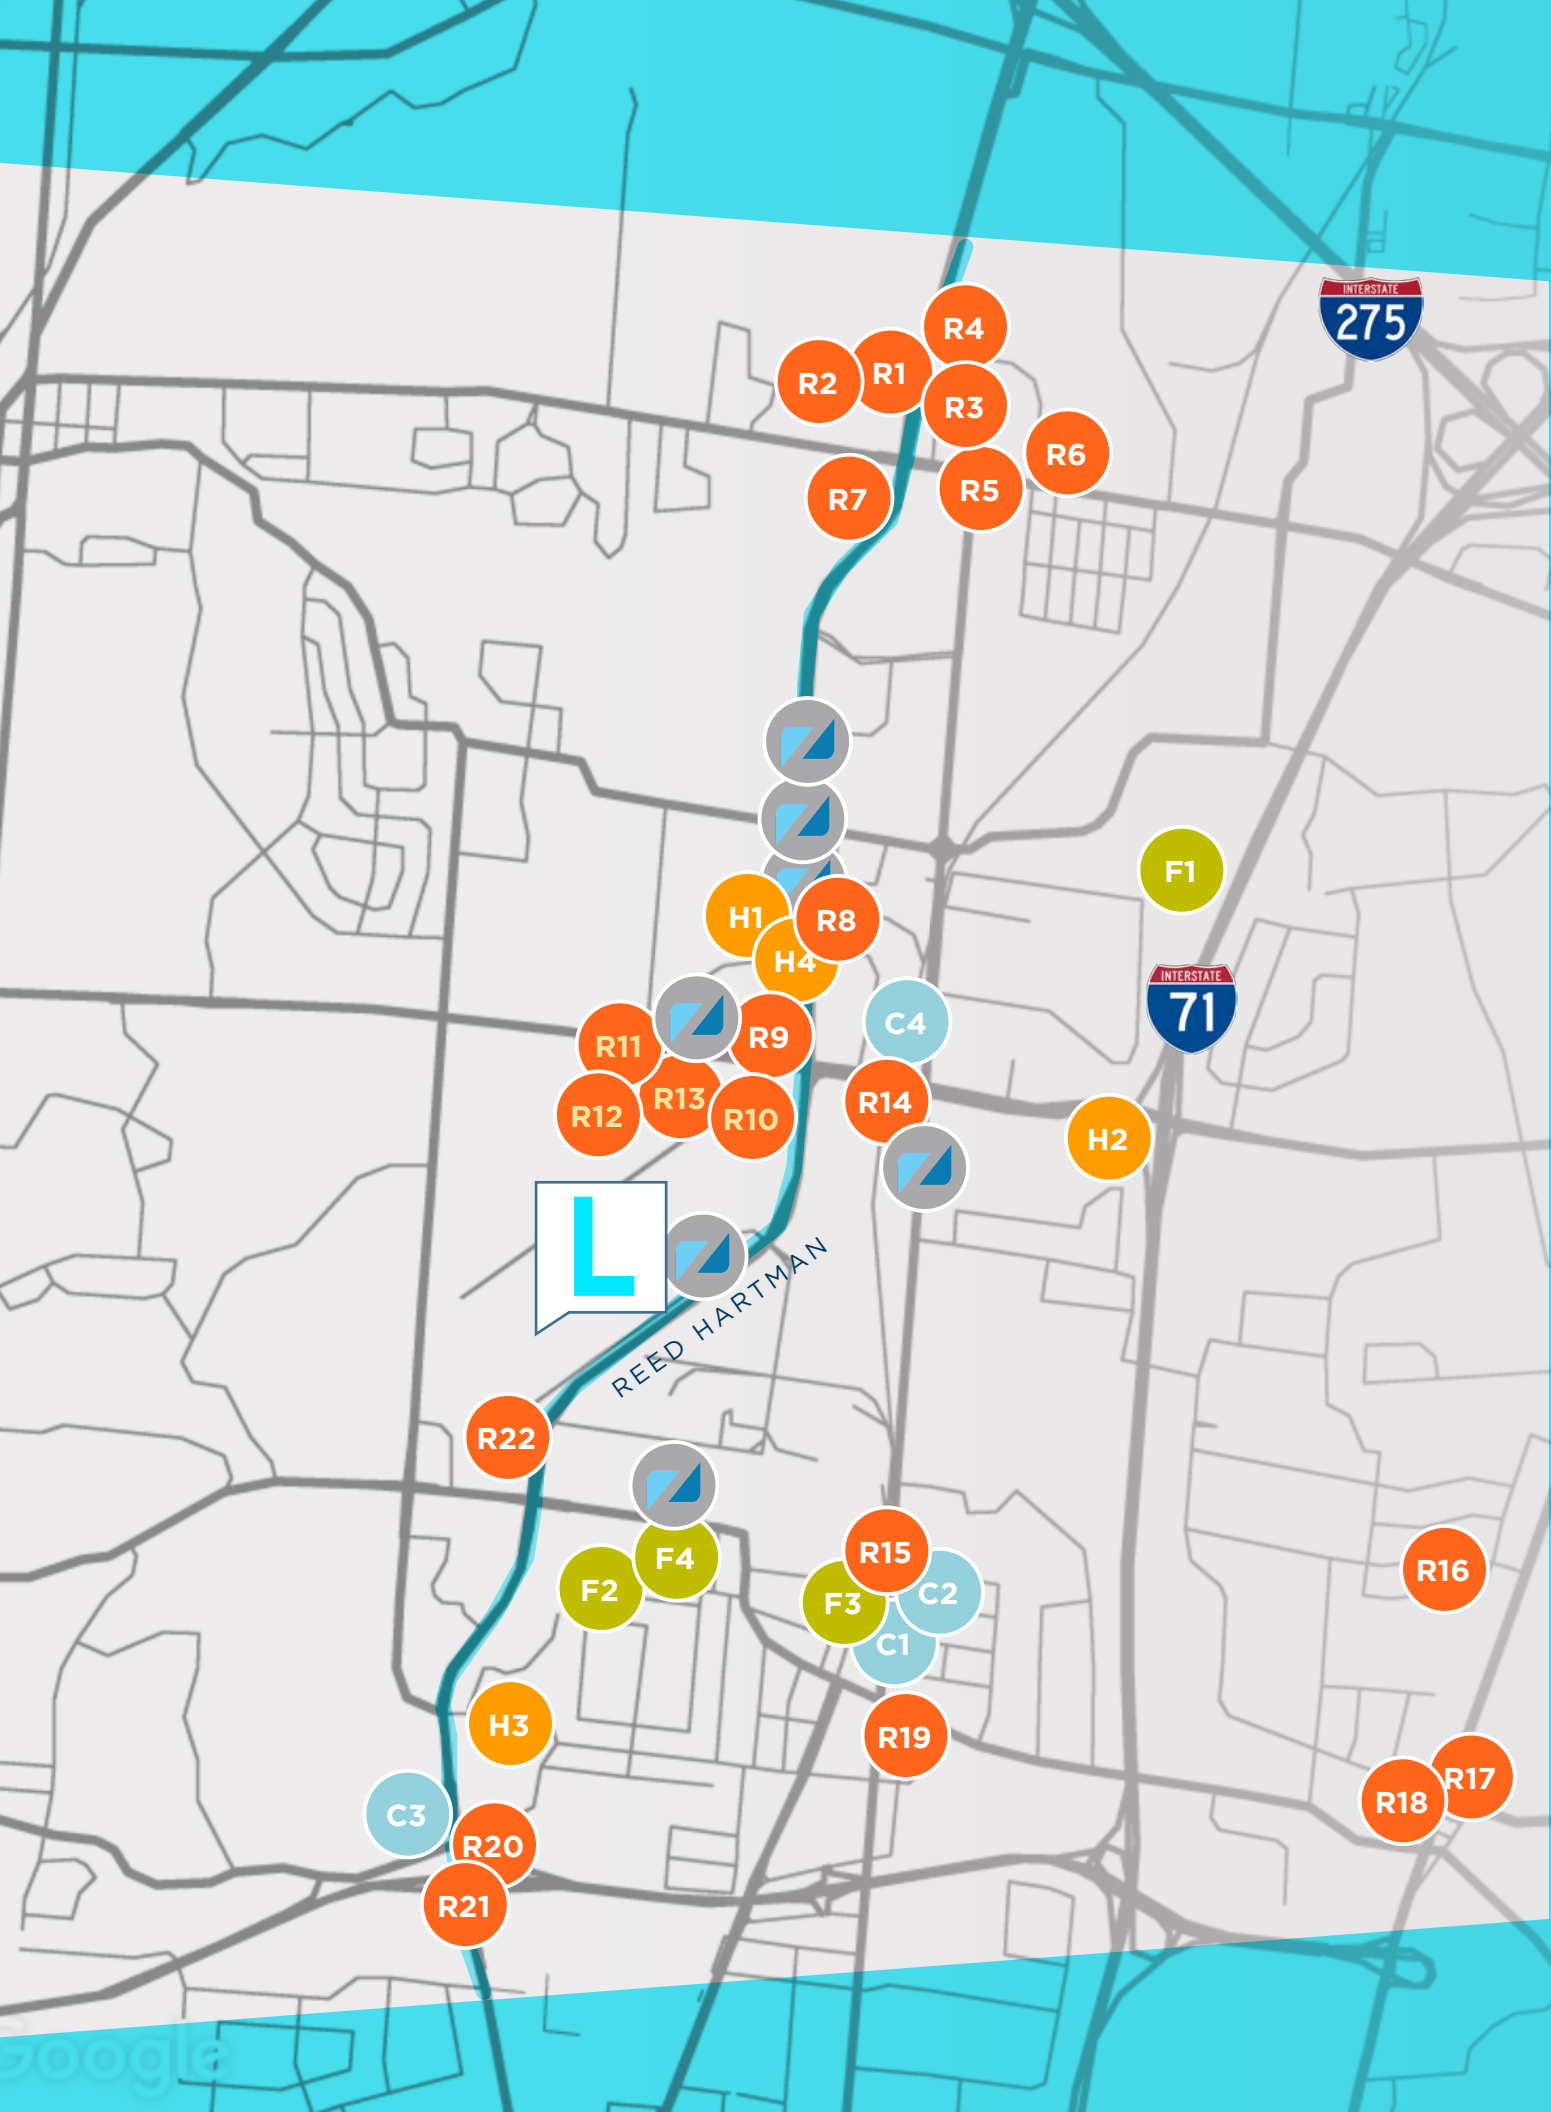 INTERSTATE
275
R4
R1
R2
R3
R6
R5
R7
F1
H1
R8
H4
INTERSTATE
71
C4
R9
R11
R13
R14
R12
R10
H2
L
REED HARTMAN
R22
R15
F4
R16
F2
C2
F3
C1
H3
R19
R17
R18
C3
R20
R21
Google